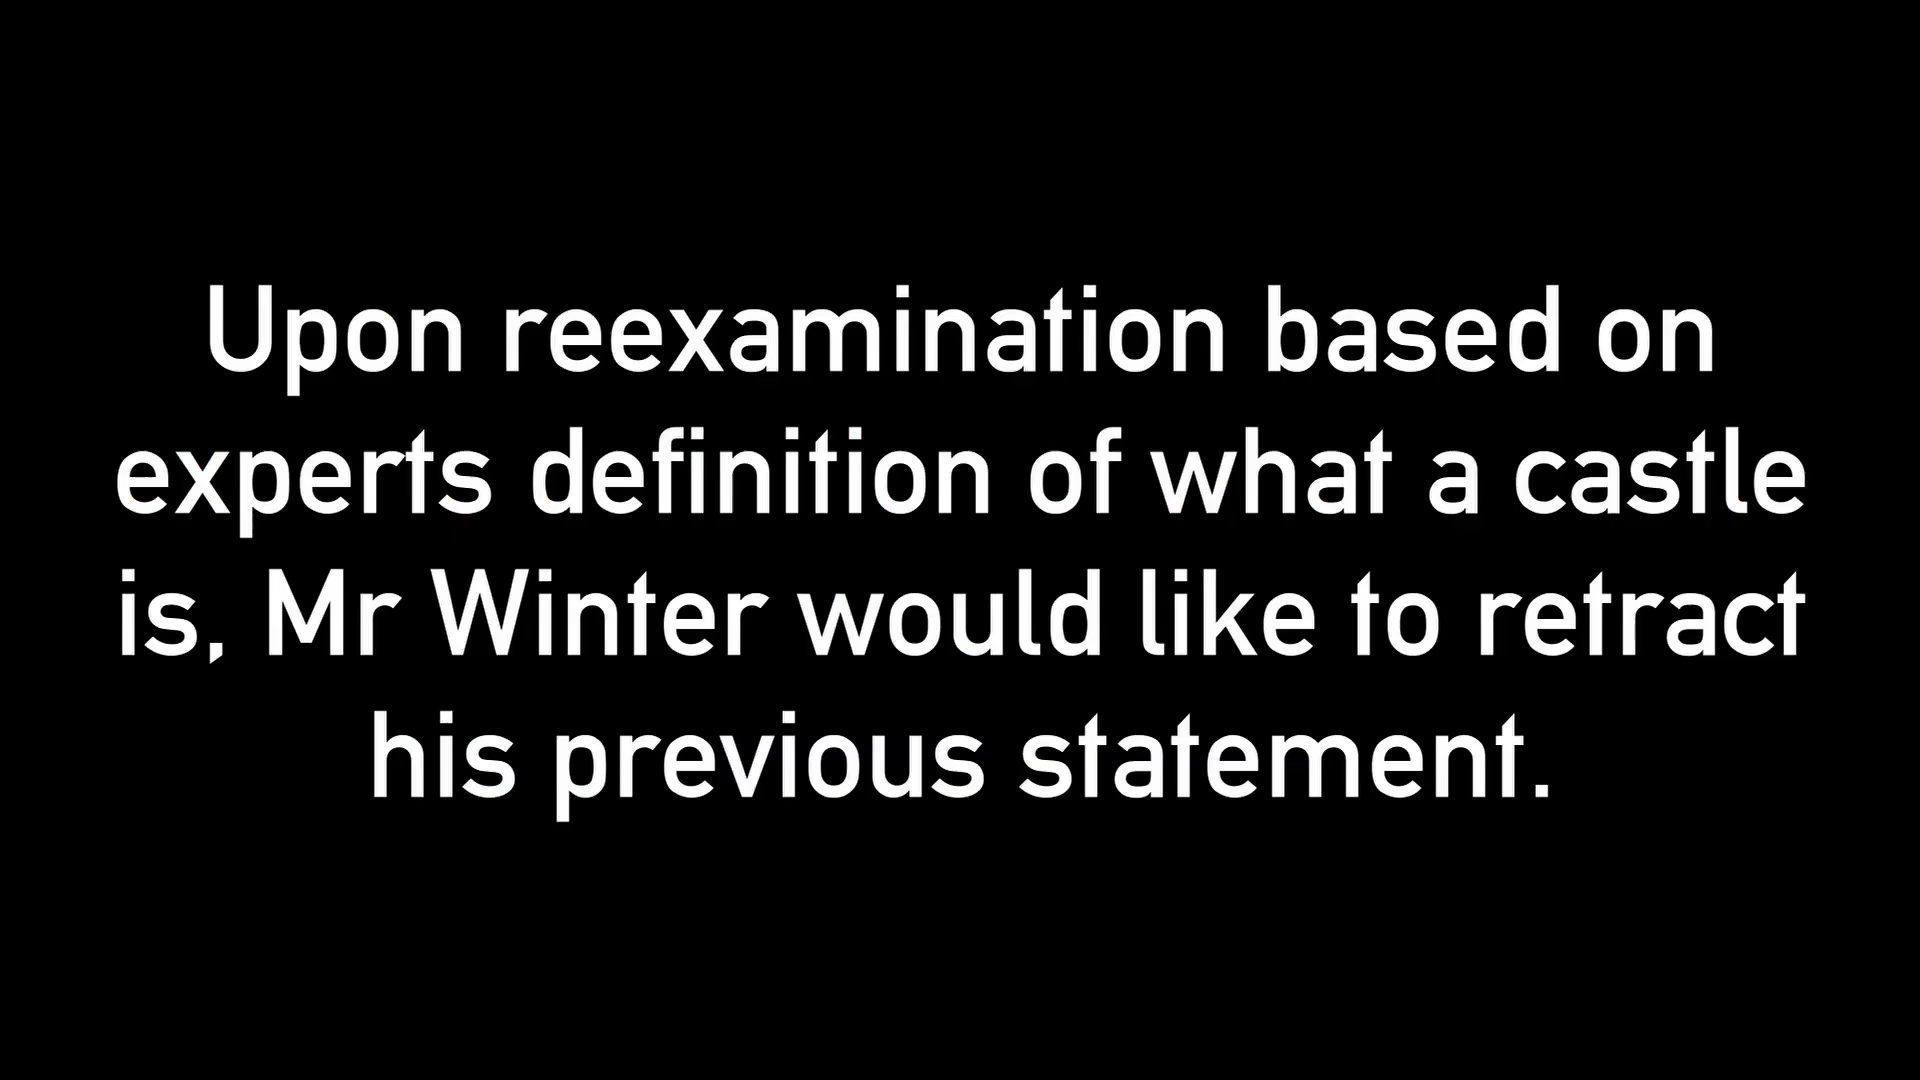 Upon reexamination based on
experts definition of what a castle
is, Mr Winter would like to retract
his previous statement.